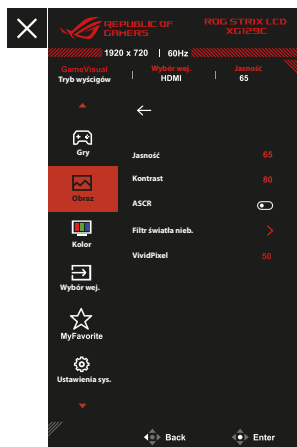 REPUBLIC OF GAMERS
ROG STRIX LCD XG129C
1920 x 720 | 60Hz
GameVisual
Tryb wyścigów
Wybór wej.
HDMI
Jasność
65
Gry
Obraz
Kolor
Wybór wej.
MyFavorite
Ustawienia sys.
Jasność 65
Kontrast 80
ASCR
Filtr światła nieb.
VividPixel 50
Back
Enter